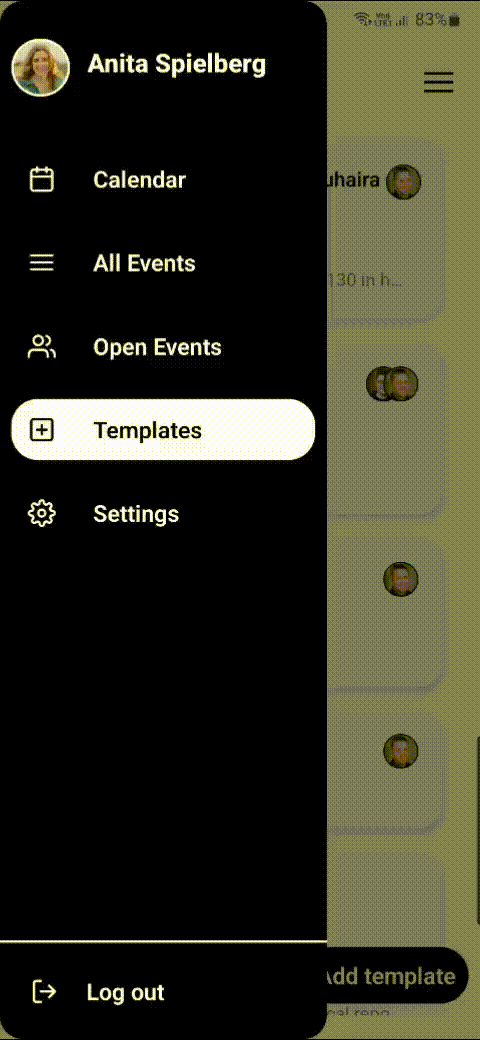 83%
Anita Spielberg
Calendar
uhaira
All Events
130 in h...
Open Events
Templates
Settings
Add template
Log out